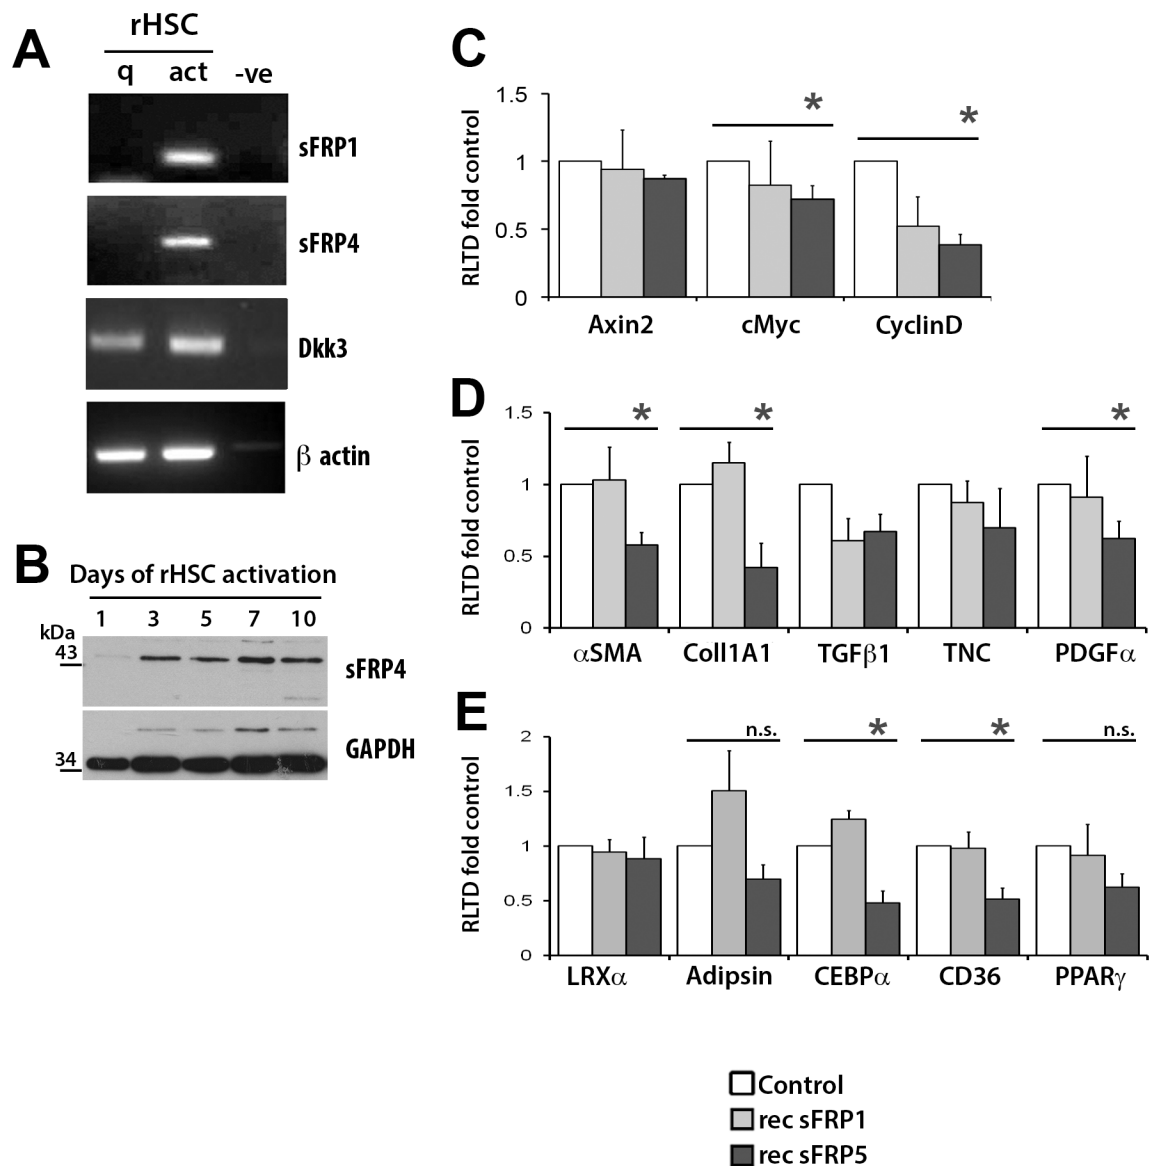 A
rHSC
q act -ve
sFRP1
sFRP4
Dkk3
β actin
B
Days of rHSC activation
1 3 5 7 10
kDa
43
sFRP4
34
GAPDH
C
RLTD fold control
1.5
1
0.5
0
* *
Axin2 cMyc CyclinD
D
RLTD fold control
1.5
1
0.5
0
* * *
αSMA Coll1A1 TGFβ1 TNC PDGFα
E
RLTD fold control
2
1.5
1
0.5
0
n.s. * * n.s.
LRXα Adipsin CEBPα CD36 PPARγ
Control
rec sFRP1
rec sFRP5